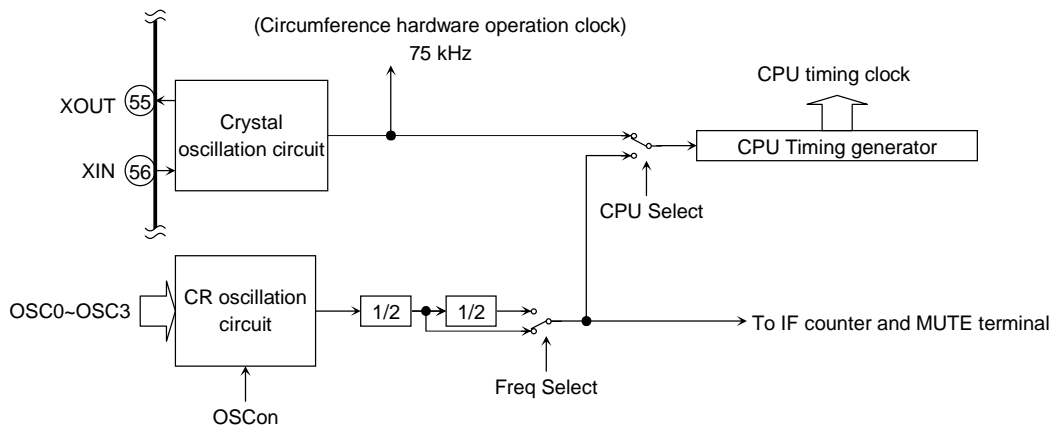 (Circumference hardware operation clock)
75 kHz
CPU timing clock
XOUT 55
Crystal
oscillation circuit
CPU Timing generator
XIN 56
CPU Select
OSC0~OSC3
CR oscillation
circuit
1/2
1/2
To IF counter and MUTE terminal
Freq Select
OSCon